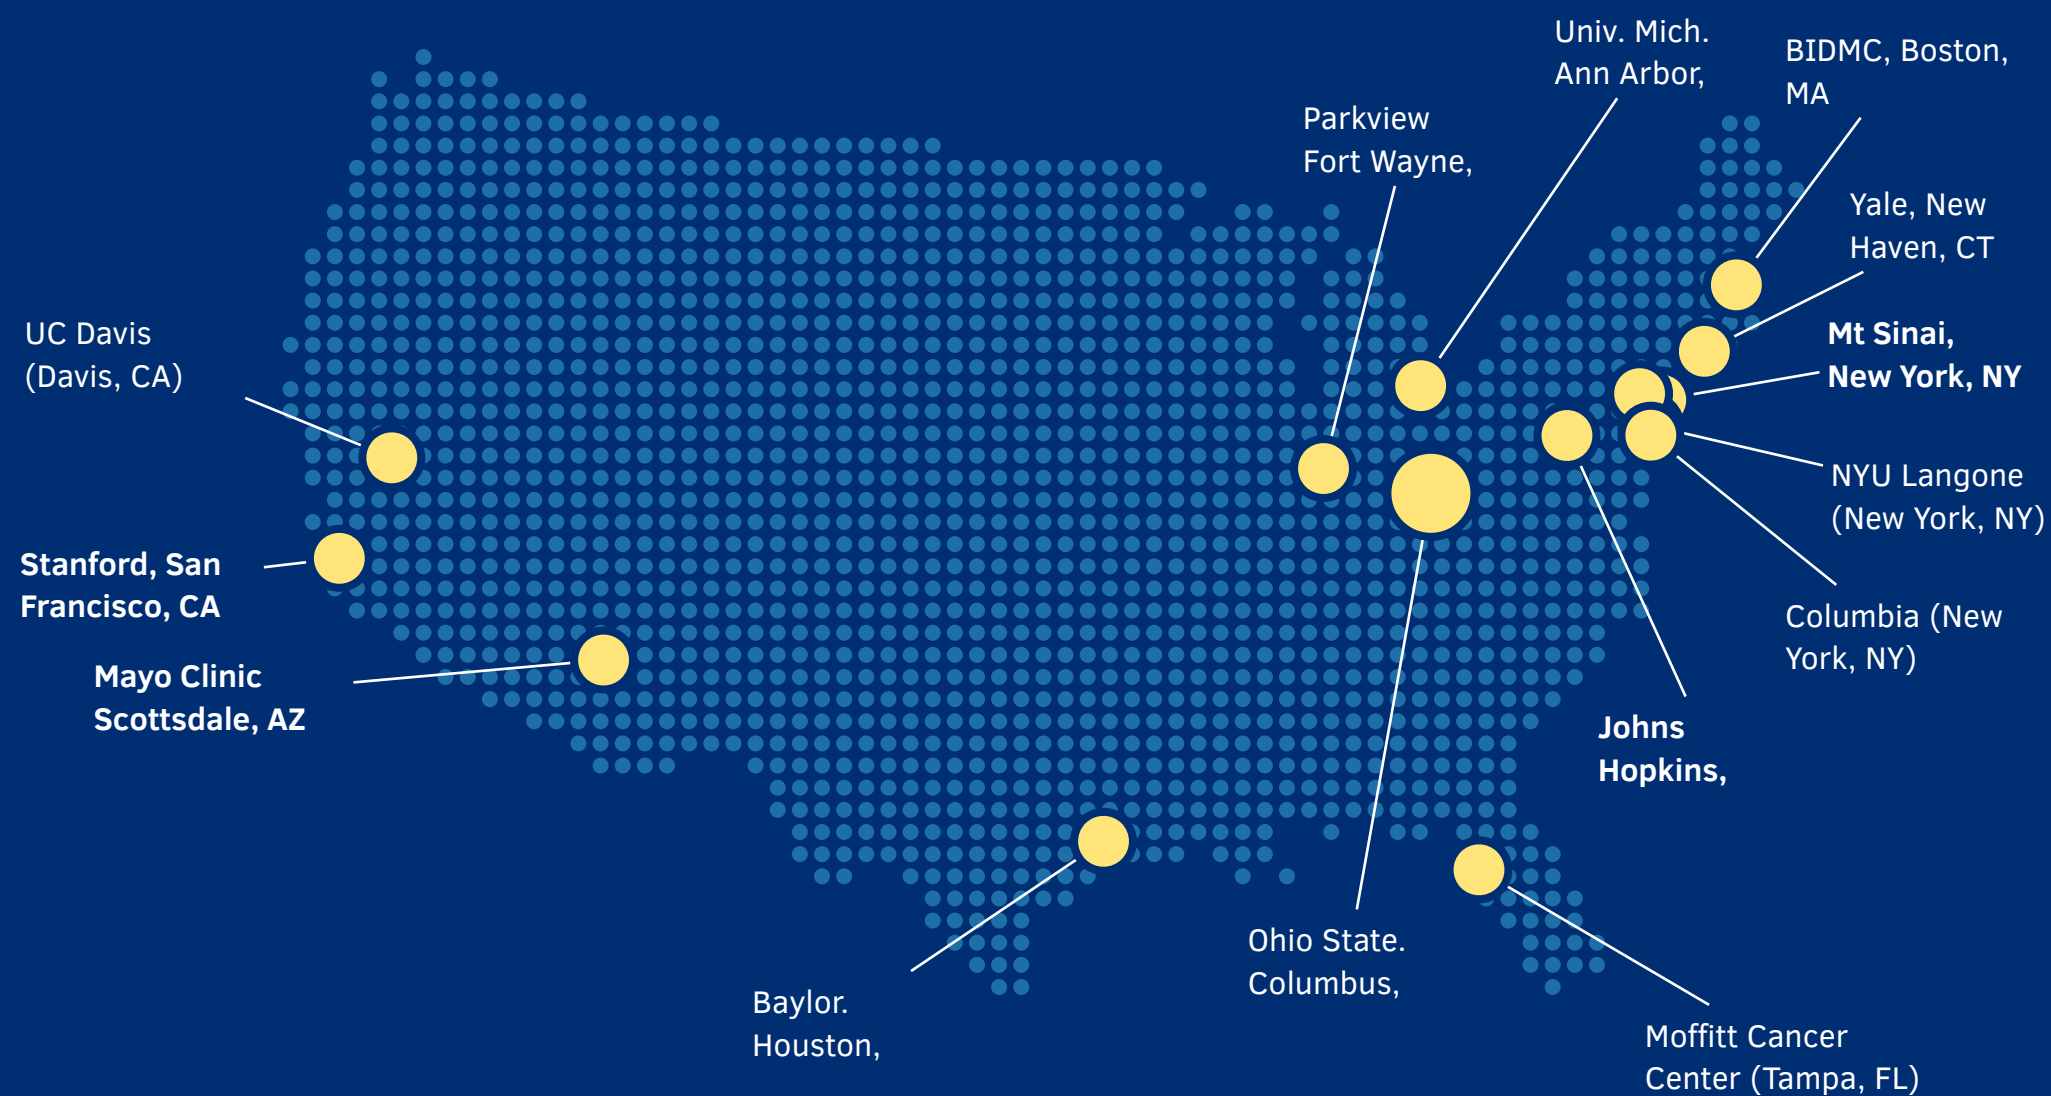 Univ. Mich.
Ann Arbor,
BIDMC, Boston,
MA
Parkview
Fort Wayne,
Yale, New
Haven, CT
UC Davis
(Davis, CA)
Mt Sinai,
New York, NY
NYU Langone
(New York, NY)
Stanford, San
Francisco, CA
Columbia (New
York, NY)
Mayo Clinic
Scottsdale, AZ
Johns
Hopkins,
Ohio State.
Columbus,
Baylor.
Houston,
Moffitt Cancer
Center (Tampa, FL)